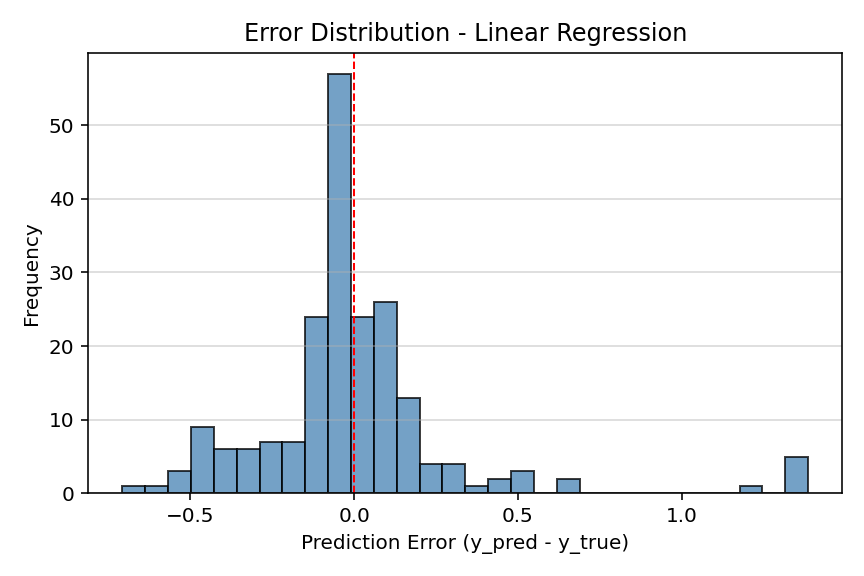 Error Distribution - Linear Regression
Frequency
50
40
30
20
10
0
−0.5 0.0 0.5 1.0
Prediction Error (y_pred - y_true)